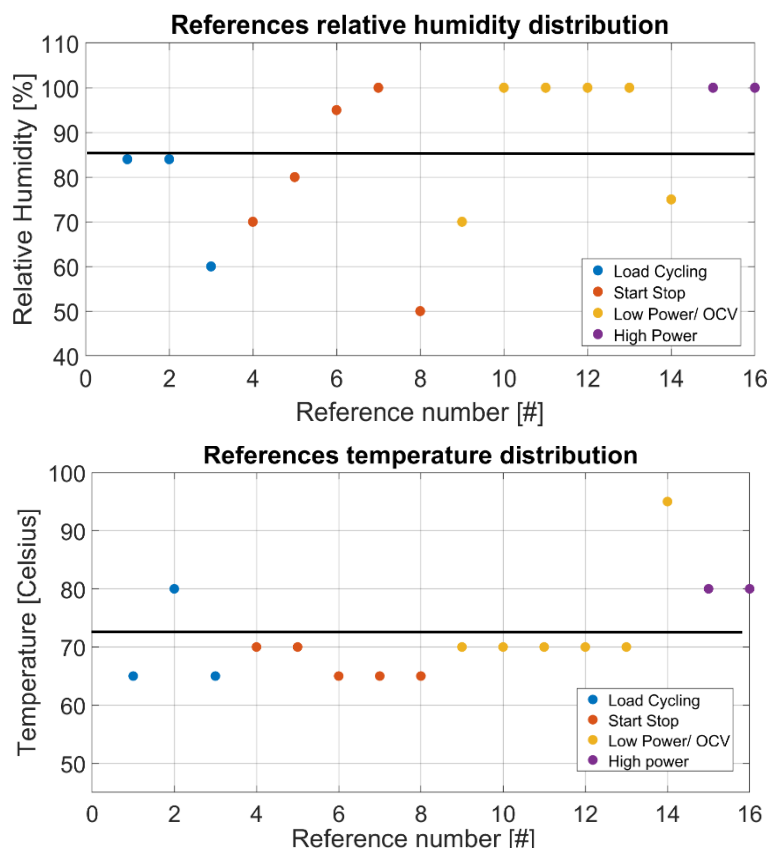 References relative humidity distribution
110
100
90
80
70
60
50
40
Relative Humidity [%]
Load Cycling
Start Stop
Low Power/ OCV
High Power
0 2 4 6 8 10 12 14 16
Reference number [#]
References temperature distribution
100
90
80
70
60
50
Temperature [Celsius]
Load Cycling
Start Stop
Low Power/ OCV
High power
0 2 4 6 8 10 12 14 16
Reference number [#]